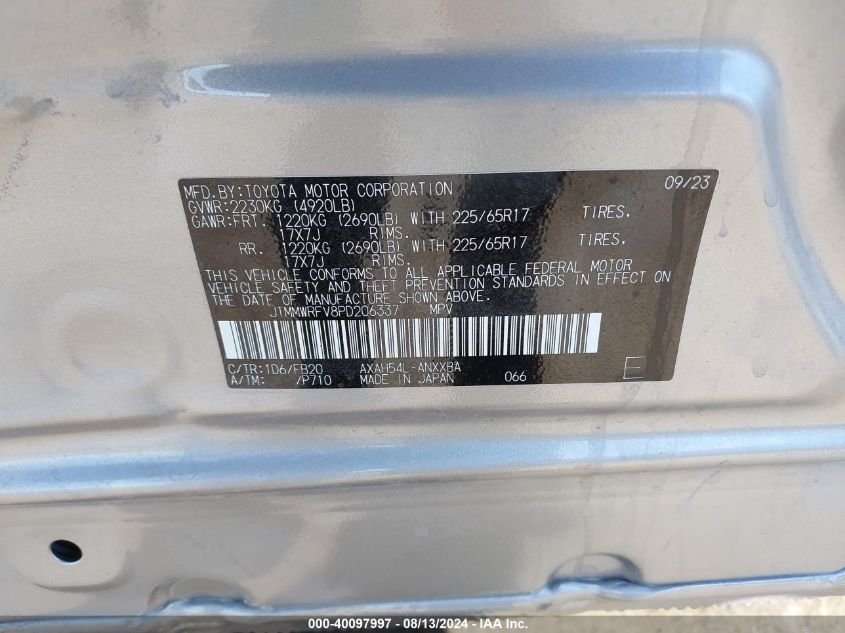 MFD.BY:TOYOTA MOTOR CORPORATION 09/23
GVWR:2230KG (4920LB)
GAWR:FRT. 1220KG (2690LB) WITH 225/65R17 TIRES,
17X7J RIMS.
RR. 1220KG (2690LB) WITH 225/65R17 TIRES,
17X7J RIMS.
THIS VEHICLE CONFORMS TO ALL APPLICABLE FEDERAL MOTOR
VEHICLE SAFETY AND THEFT PREVENTION STANDARDS IN EFFECT ON
THE DATE OF MANUFACTURE SHOWN ABOVE.
JTMMWRFV8PD206337 MPV
C/TR:1D6/FB20 AXAH54L-ANXXBA
A/TM: /P710 MADE IN JAPAN 066 E
000-40097997 - 08/13/2024 - © IAA Inc.